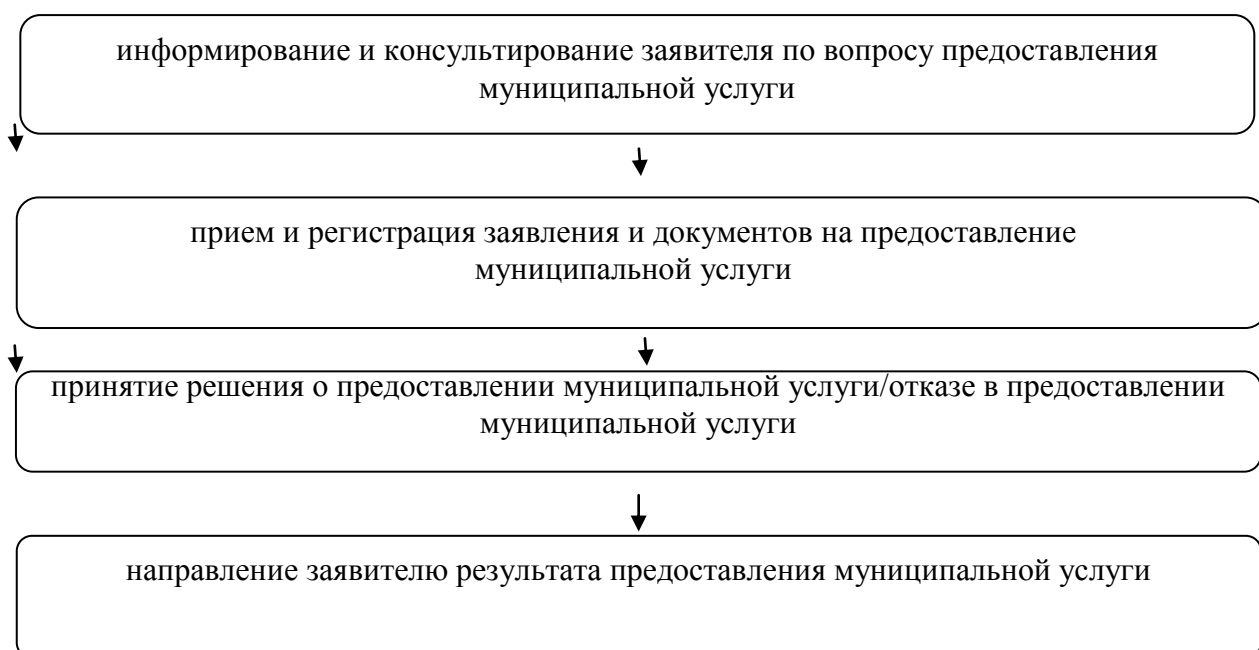 информирование и консультирование заявителя по вопросу предоставления
муниципальной услуги
прием и регистрация заявления и документов на предоставление
муниципальной услуги
принятие решения о предоставлении муниципальной услуги/отказе в предоставлении
муниципальной услуги
направление заявителю результата предоставления муниципальной услуги